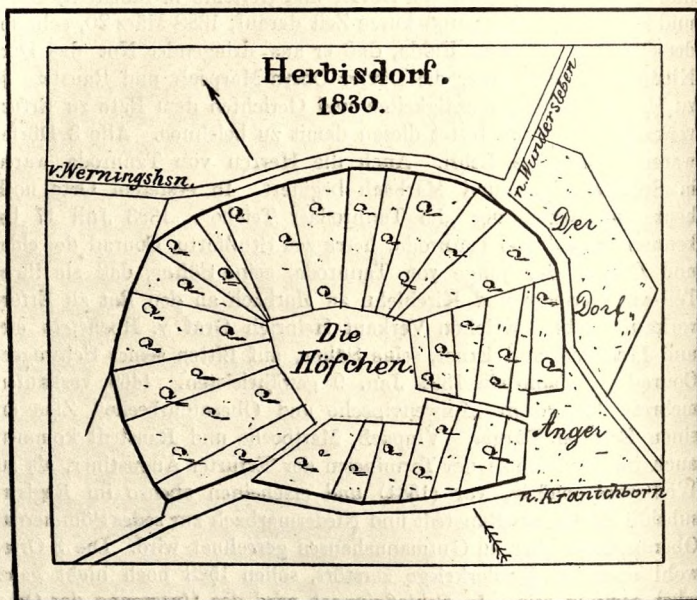 Herbisdorf.
1830.
v. Werningshsn.
n. Wundersleben
Der
Dorf„
Die
Höfchen.
Anger
n. Kranichborn